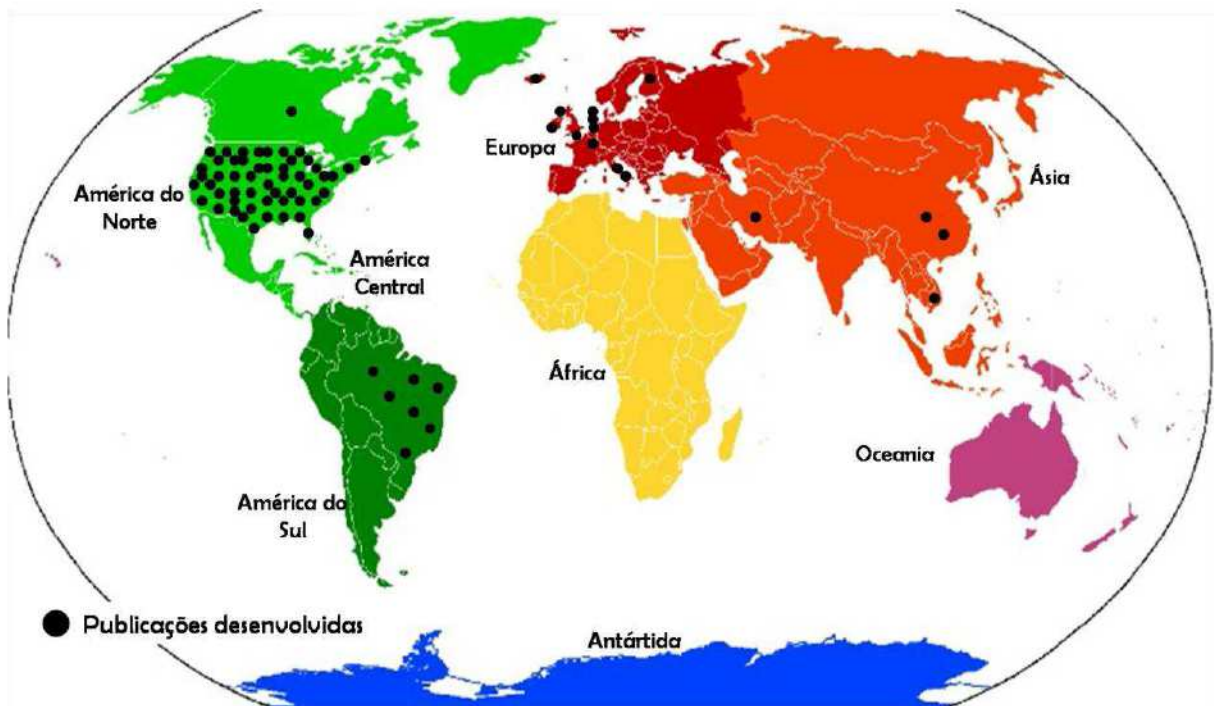 Europa
Ásia
América do
Norte
América
Central
África
Oceania
América do
Sul
Publicações desenvolvidas
Antártida